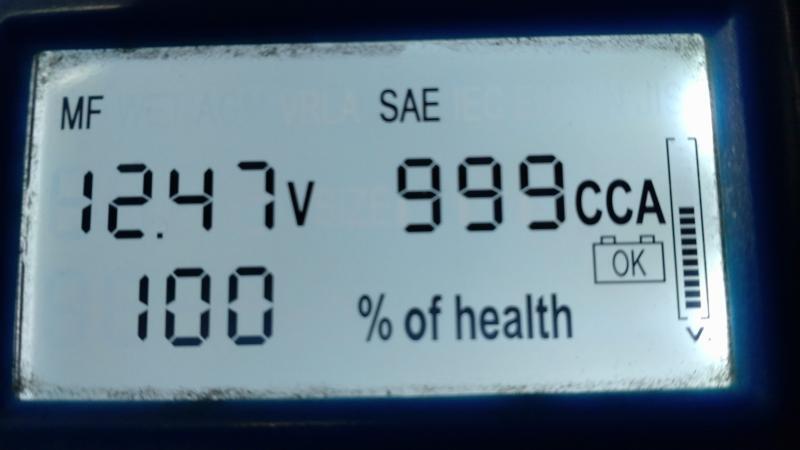 MF SAE
12.47V 999CCA
OK
100 % of health